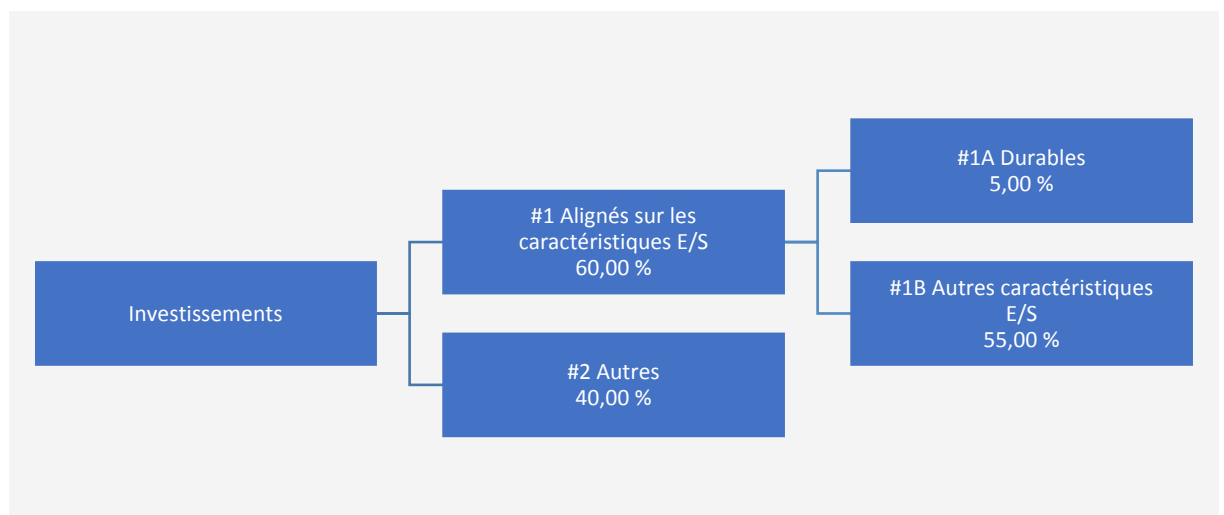 Investissements
#1 Alignés sur les
caractéristiques E/S
60,00 %
#2 Autres
40,00 %
#1A Durables
5,00 %
#1B Autres caractéristiques
E/S
55,00 %